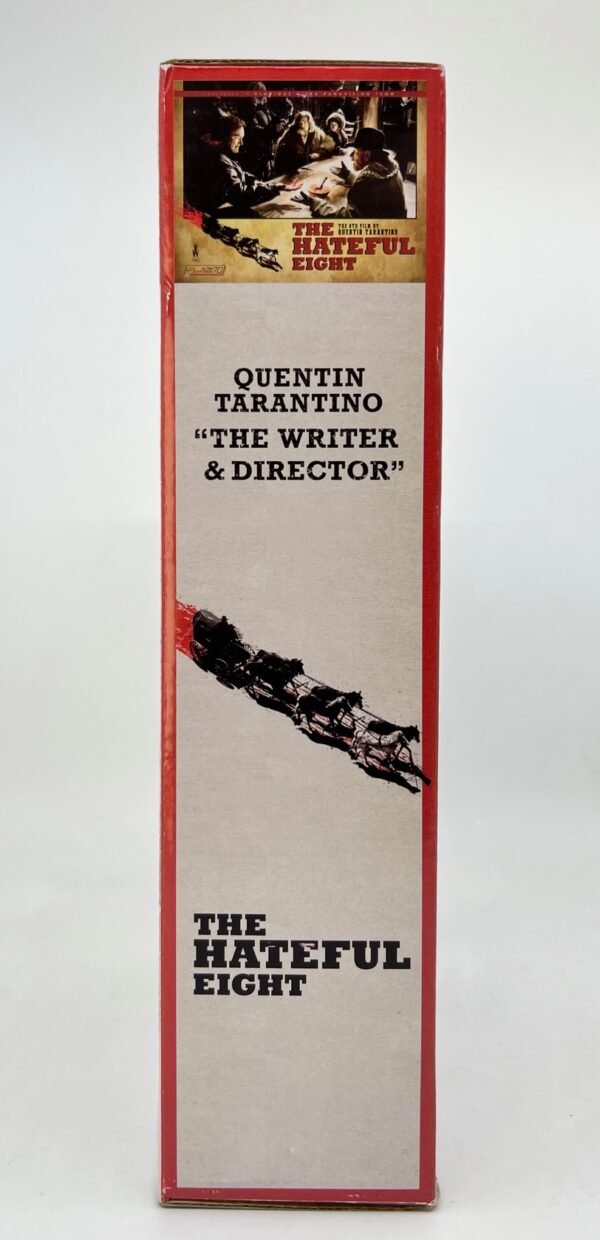 THE
HATEFUL
EIGHT
THE 8TH FILM BY
QUENTIN TARANTINO
QUENTIN
TARANTINO
“THE WRITER
& DIRECTOR”
THE
HATEFUL
EIGHT